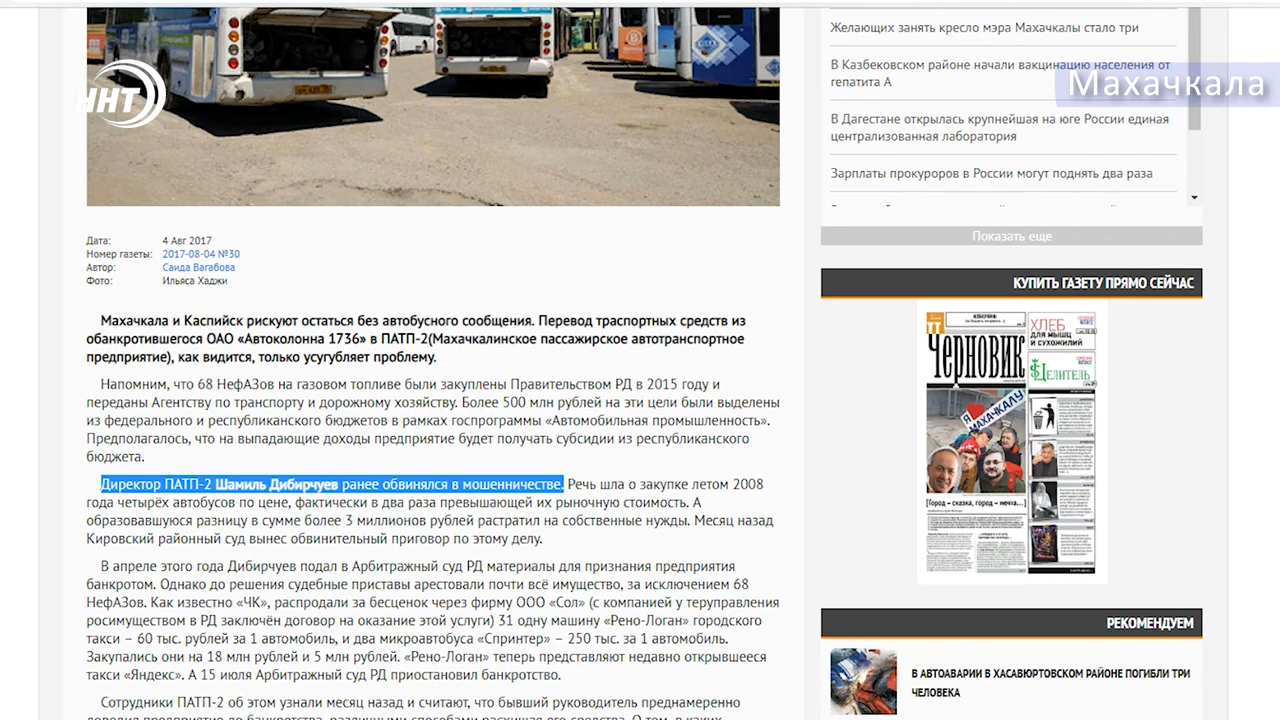 ННТ
Махачкала
Дата: 4 Авг 2017
Номер газеты: 2017-08-04 №30
Автор: Саида Вагабова
Фото: Ильяса Хаджи
Махачкала и Каспийск рискуют остаться без автобусного сообщения. Перевод траспортных средств из
обанкротившегося ОАО «Автоколонна 1736» в ПАТП-2(Махачкалинское пассажирское автотранспортное
предприятие), как видится, только усугубляет проблему.
Напомним, что 68 НефАЗов на газовом топливе были закуплены Правительством РД в 2015 году и
переданы Агентству по транспорту и дорожному хозяйству. Более 500 млн рублей на эти цели были выделены
из федерального и республиканского бюджетов в рамках госпрограммы «Автомобильная промышленность».
Предполагалось, что на выпадающие доходы предприятие будет получать субсидии из республиканского
бюджета.
Директор ПАТП-2 Шамиль Дибирчуев ранее обвинялся в мошенничестве. Речь шла о закупке летом 2008
года четырёх автобусов по цене, фактически в два раза превышающей их рыночную стоимость. А
образовавшуюся разницу в сумме более 3 миллионов рублей растратил на собственные нужды. Месяц назад
Кировский районный суд вынес обвинительный приговор по этому делу.
В апреле этого года Дибирчуев подал в Арбитражный суд РД материалы для признания предприятия
банкротом. Однако до решения судебные приставы арестовали почти всё имущество, за исключением 68
НефАЗов. Как известно «ЧК», распродали за бесценок через фирму ООО «Сол» (с компанией у теруправления
росимуществом в РД заключён договор на оказание этой услуги) 31 одну машину «Рено-Логан» городского
такси – 60 тыс. рублей за 1 автомобиль, и два микроавтобуса «Спринтер» – 250 тыс. за 1 автомобиль.
Закупались они на 18 млн рублей и 5 млн рублей. «Рено-Логан» теперь представляют недавно открывшееся
такси «Яндекс». А 15 июля Арбитражный суд РД приостановил банкротство.
Сотрудники ПАТП-2 об этом узнали месяц назад и считают, что бывший руководитель преднамеренно
Желающих занять кресло мэра Махачкалы стало три
В Казбековском районе начали вакцинацию населения от
гепатита А
В Дагестане открылась крупнейшая на юге России единая
централизованная лаборатория
Зарплаты прокуроров в России могут поднять два раза
Показать еще
КУПИТЬ ГАЗЕТУ ПРЯМО СЕЙЧАС
Черновик
ХЛЕБ
ДЛЯ МЫШЦ
И СУХОЖИЛИЙ
Целитель
Я МАХАЧКАЛУ
[Город – сказка, город – мечта...]
РЕКОМЕНДУЕМ
В АВТОАВАРИИ В ХАСАВЮРТОВСКОМ РАЙОНЕ ПОГИБЛИ ТРИ
ЧЕЛОВЕКА